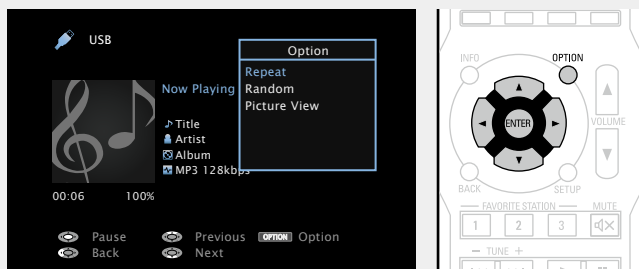 USB
Option
Repeat
Random
Picture View
Now Playing
Title
Artist
Album
MP3 128kbps
00:06 100%
Pause Previous OPTION Option
Back Next
INFO OPTION
ENTER
VOLUME
BACK SETUP
FAVORITE STATION MUTE
1 2 3
− TUNE +